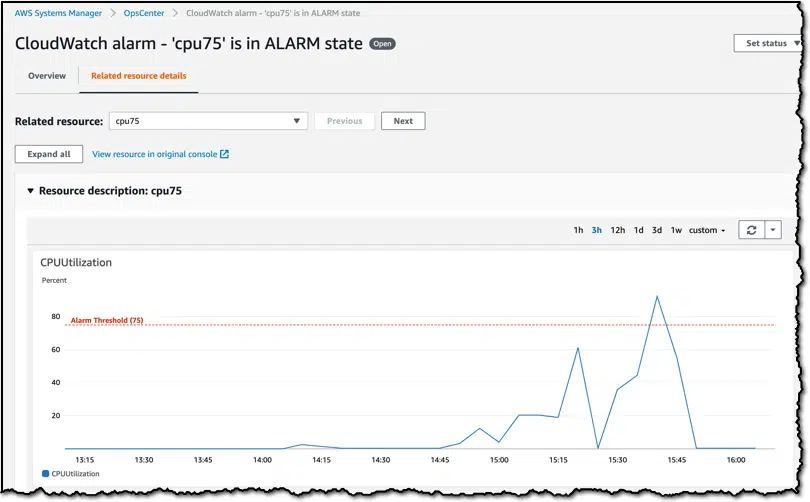 AWS Systems Manager > OpsCenter > CloudWatch alarm - 'cpu75' is in ALARM state
CloudWatch alarm - 'cpu75' is in ALARM state Open Set status
Overview Related resource details
Related resource: cpu75 Previous Next
Expand all View resource in original console
Resource description: cpu75
1h 3h 12h 1d 3d 1w custom
CPUUtilization
Percent
80
Alarm Threshold (75)
60
40
20
13:15 13:30 13:45 14:00 14:15 14:30 14:45 15:00 15:15 15:30 15:45 16:00
CPUUtilization